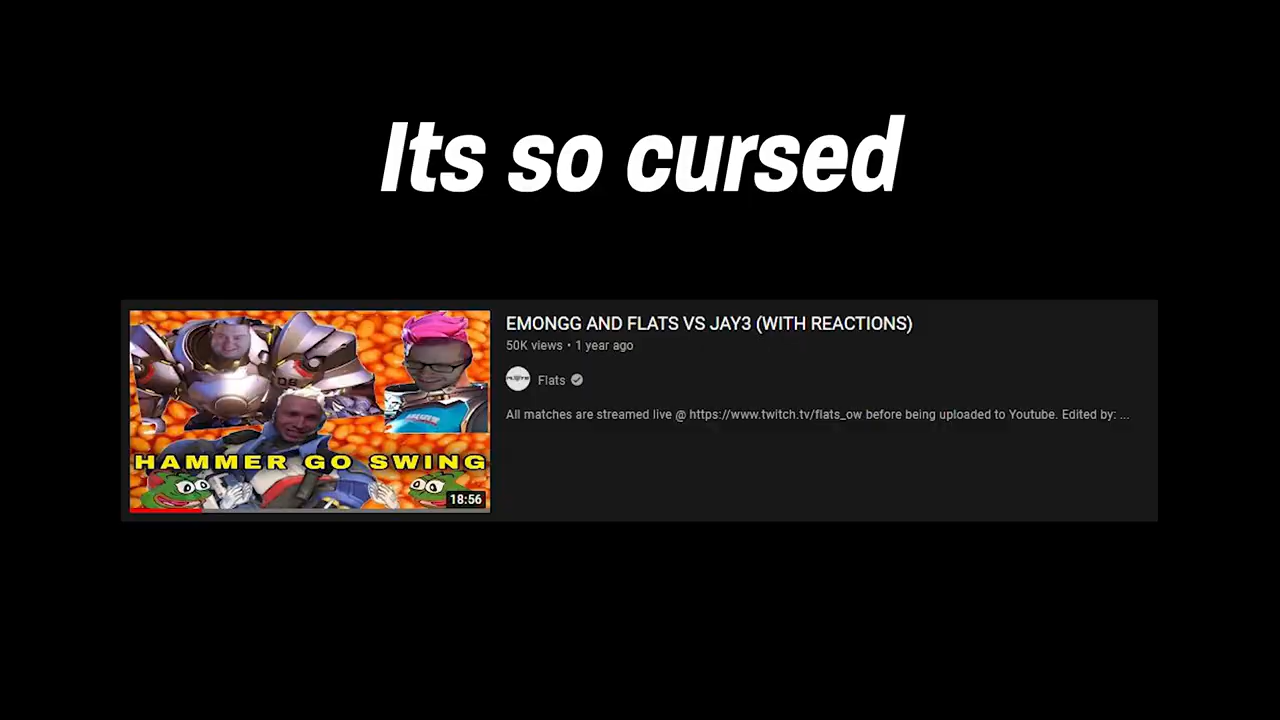 Its so cursed
EMONGG AND FLATS VS JAY3 (WITH REACTIONS)
50K views • 1 year ago
Flats
All matches are streamed live @ https://www.twitch.tv/flats_ow before being uploaded to Youtube. Edited by: ...
HAMMER GO SWING
18:56